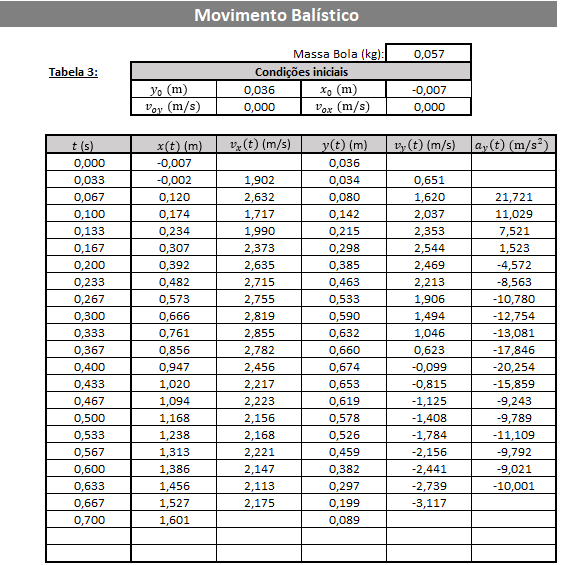 Movimento Balístico
Massa Bola (kg): 0,057
Tabela 3: Condições iniciais
y₀ (m) 0,036 x₀ (m) -0,007
v₀y (m/s) 0,000 v₀x (m/s) 0,000
t (s) x(t) (m) vₓ(t) (m/s) y(t) (m) vy(t) (m/s) ay(t) (m/s²)
0,000 -0,007 0,036
0,033 -0,002 1,902 0,034 0,651
0,067 0,120 2,632 0,080 1,620 21,721
0,100 0,174 1,717 0,142 2,037 11,029
0,133 0,234 1,990 0,215 2,353 7,521
0,167 0,307 2,373 0,298 2,544 1,523
0,200 0,392 2,635 0,385 2,469 -4,572
0,233 0,482 2,715 0,463 2,213 -8,563
0,267 0,573 2,755 0,533 1,906 -10,780
0,300 0,666 2,819 0,590 1,494 -12,754
0,333 0,761 2,855 0,632 1,046 -13,081
0,367 0,856 2,782 0,660 0,623 -17,846
0,400 0,947 2,456 0,674 -0,099 -20,254
0,433 1,020 2,217 0,653 -0,815 -15,859
0,467 1,094 2,223 0,619 -1,125 -9,243
0,500 1,168 2,156 0,578 -1,408 -9,789
0,533 1,238 2,168 0,526 -1,784 -11,109
0,567 1,313 2,221 0,459 -2,156 -9,792
0,600 1,386 2,147 0,382 -2,441 -9,021
0,633 1,456 2,113 0,297 -2,739 -10,001
0,667 1,527 2,175 0,199 -3,117
0,700 1,601 0,089